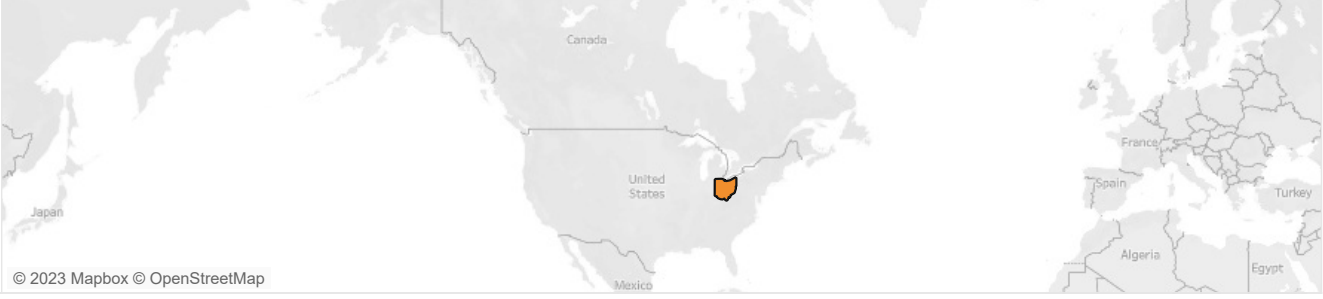 Canada
United
States
Mexico
Japan
France
Spain
Turkey
Algeria
Egypt
© 2023 Mapbox © OpenStreetMap